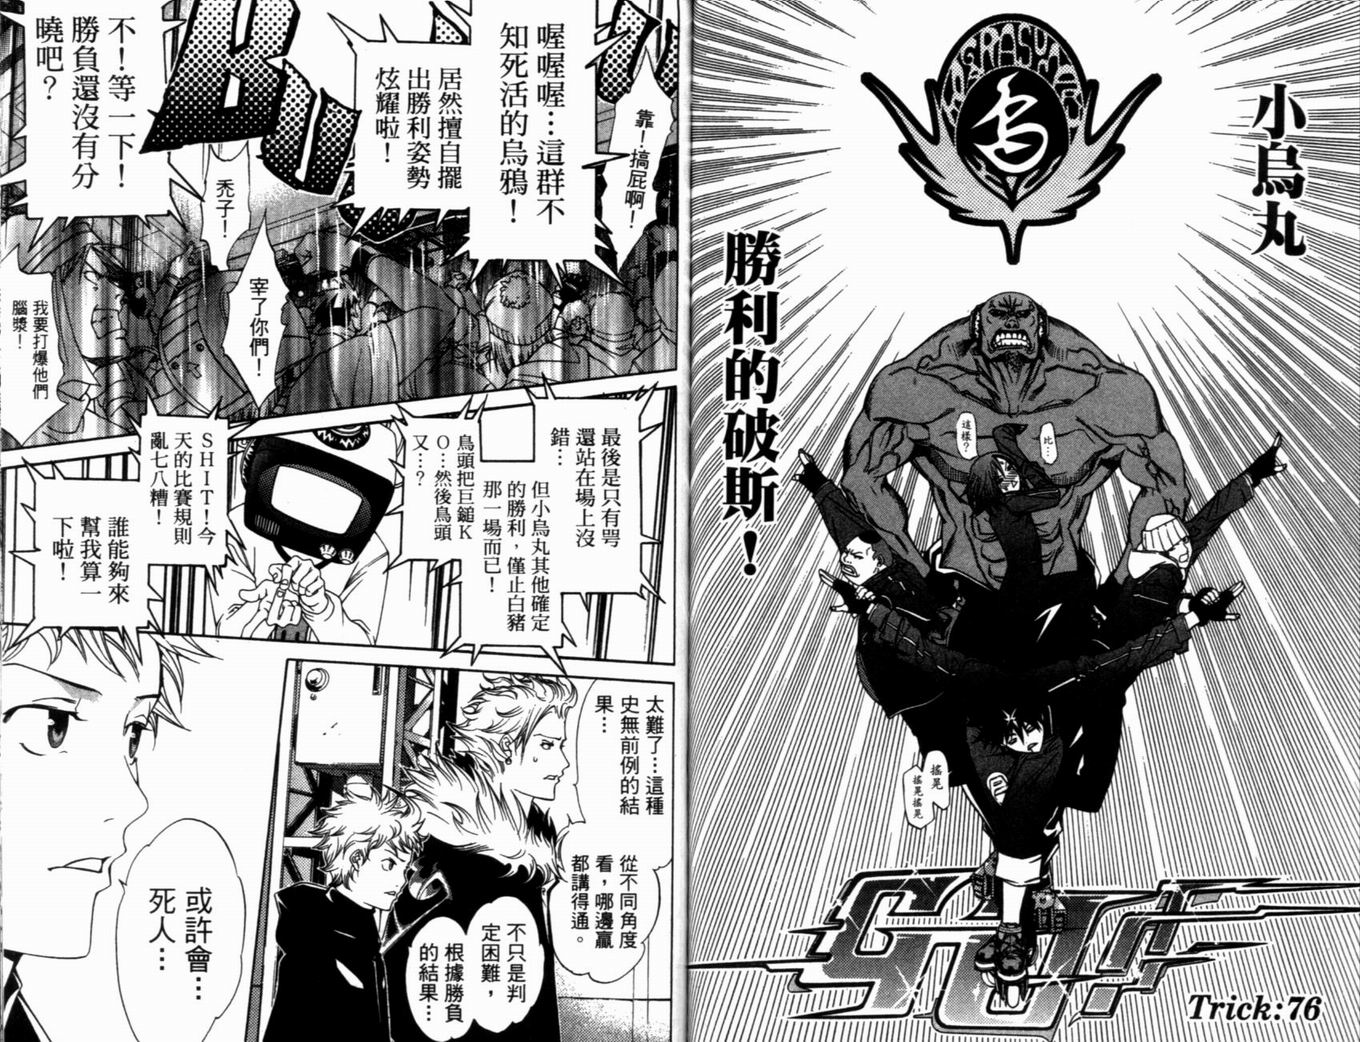 小烏丸
KARASUMARU
烏
勝利的破斯！
比…
這樣？
搖晃
搖晃搖晃
Trick:76
靠！搞屁啊！
喔喔喔…這群不
知死活的烏鴉！
居然擅自擺
出勝利姿勢
炫耀啦！
不！等一下！
勝負還沒有分
曉吧？
禿子！
宰了你們！
我要打爆他們
腦漿！
最後是只有咢
還站在場上沒
錯…
但小烏丸其他確定
的勝利，僅止白豬
那一場而已！
烏頭把巨鎚K
O…然後烏頭
又…？
SHIT！今
天的比賽規則
亂七八糟！
誰能夠來
幫我算一
下啦！
太難了…這種
史無前例的結
果…
從不同角度
看，哪邊贏
都講得通。
不只是判
定困難，
根據勝負
的結果…
或許會…
死人…